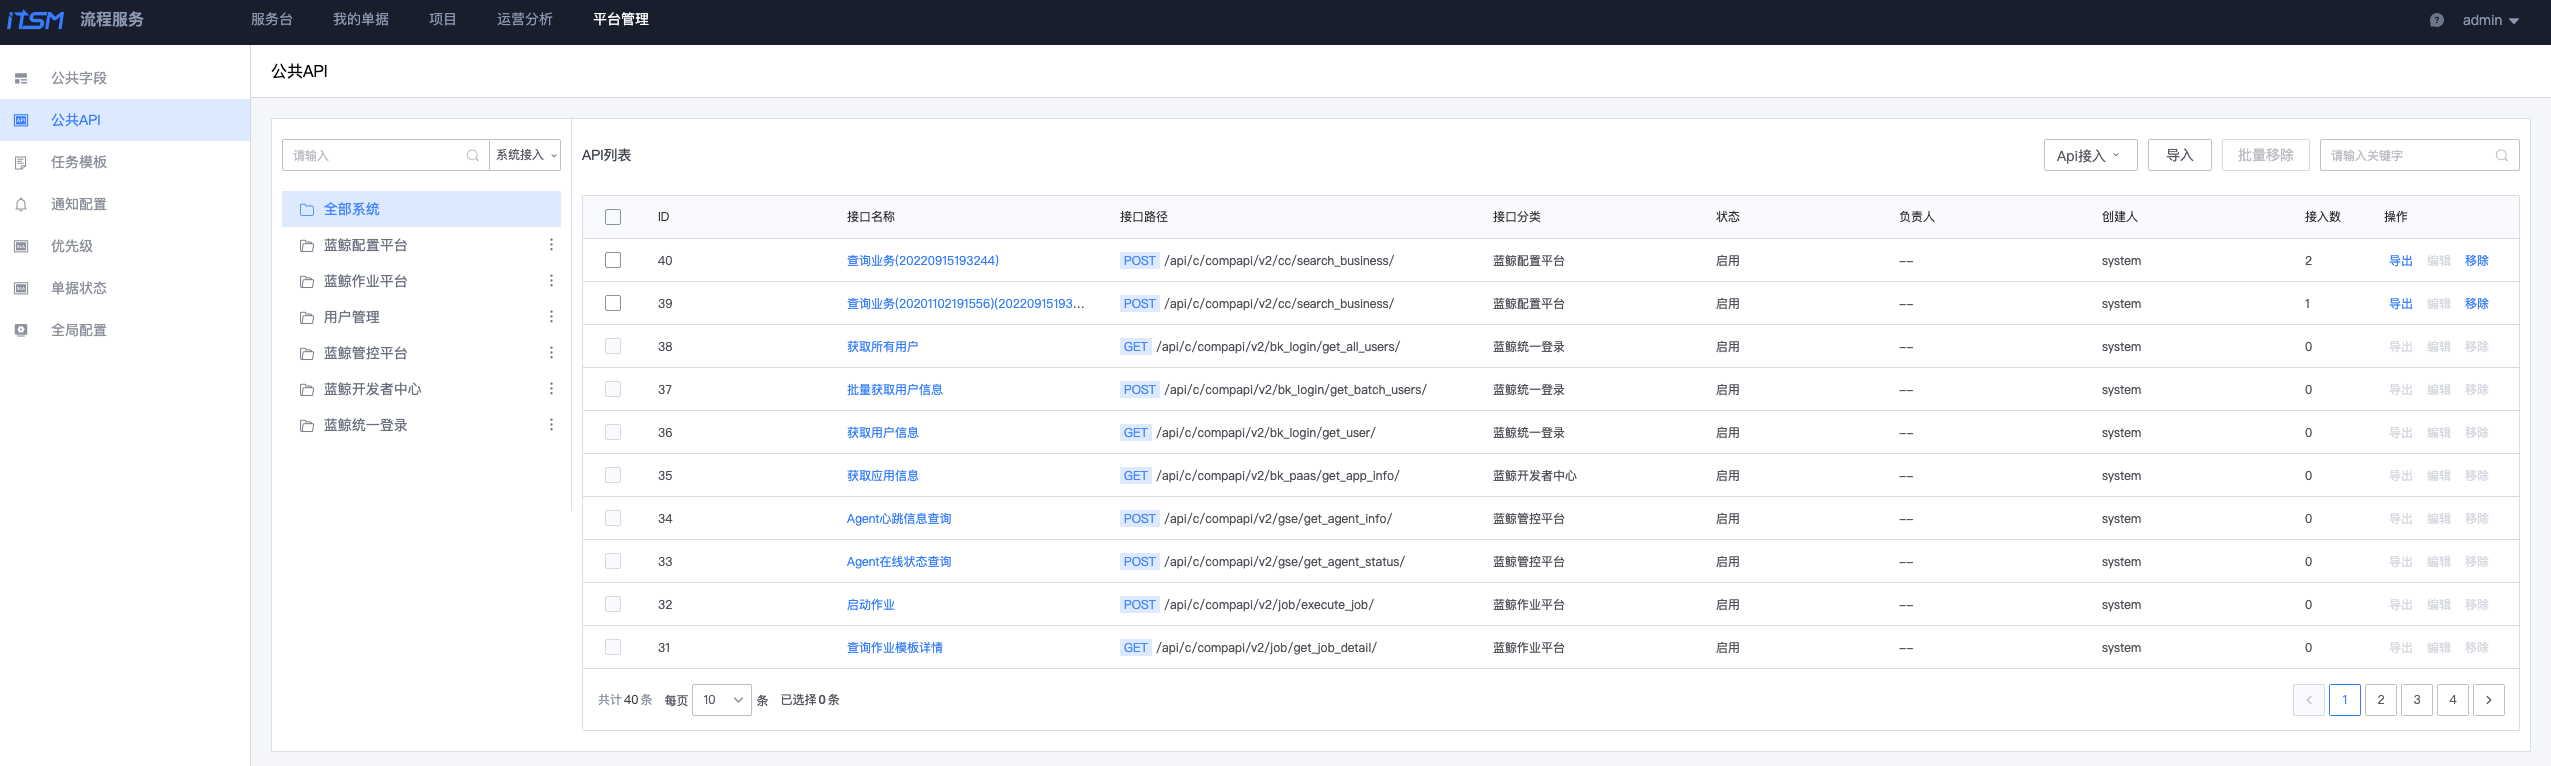 iTSM 流程服务 服务台 我的单据 项目 运营分析 平台管理 admin
公共字段
公共API
任务模板
通知配置
优先级
单据状态
全局配置
公共API
请输入 系统接入
全部系统
蓝鲸配置平台
蓝鲸作业平台
用户管理
蓝鲸管控平台
蓝鲸开发者中心
蓝鲸统一登录
API列表 Api接入 导入 批量移除 请输入关键字
ID 接口名称 接口路径 接口分类 状态 负责人 创建人 接入数 操作
40 查询业务(20220915193244) POST /api/c/compapi/v2/cc/search_business/ 蓝鲸配置平台 启用 -- system 2 导出 编辑 移除
39 查询业务(20201102191556)(20220915193... POST /api/c/compapi/v2/cc/search_business/ 蓝鲸配置平台 启用 -- system 1 导出 编辑 移除
38 获取所有用户 GET /api/c/compapi/v2/bk_login/get_all_users/ 蓝鲸统一登录 启用 -- system 0 导出 编辑 移除
37 批量获取用户信息 POST /api/c/compapi/v2/bk_login/get_batch_users/ 蓝鲸统一登录 启用 -- system 0 导出 编辑 移除
36 获取用户信息 GET /api/c/compapi/v2/bk_login/get_user/ 蓝鲸统一登录 启用 -- system 0 导出 编辑 移除
35 获取应用信息 GET /api/c/compapi/v2/bk_paas/get_app_info/ 蓝鲸开发者中心 启用 -- system 0 导出 编辑 移除
34 Agent心跳信息查询 POST /api/c/compapi/v2/gse/get_agent_info/ 蓝鲸管控平台 启用 -- system 0 导出 编辑 移除
33 Agent在线状态查询 POST /api/c/compapi/v2/gse/get_agent_status/ 蓝鲸管控平台 启用 -- system 0 导出 编辑 移除
32 启动作业 POST /api/c/compapi/v2/job/execute_job/ 蓝鲸作业平台 启用 -- system 0 导出 编辑 移除
31 查询作业模板详情 GET /api/c/compapi/v2/job/get_job_detail/ 蓝鲸作业平台 启用 -- system 0 导出 编辑 移除
共计40条 每页 10 条 已选择0条 1 2 3 4